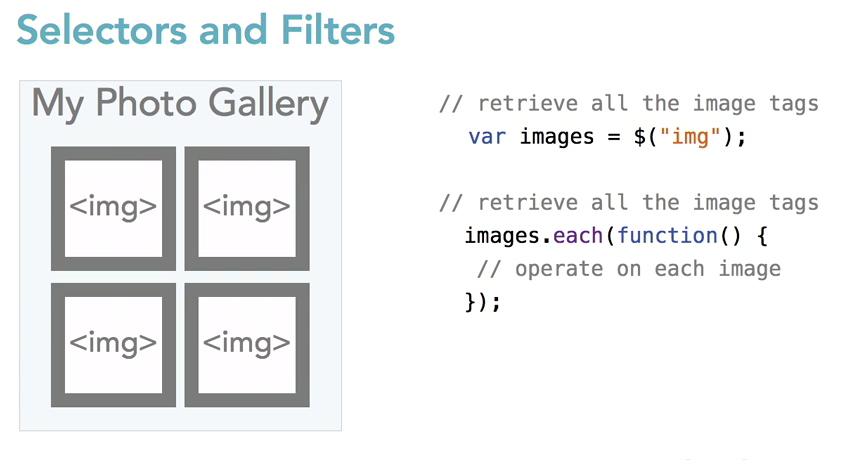 Selectors and Filters
My Photo Gallery
<img> <img>
<img> <img>
// retrieve all the image tags
var images = $("img");
// retrieve all the image tags
images.each(function() {
// operate on each image
});